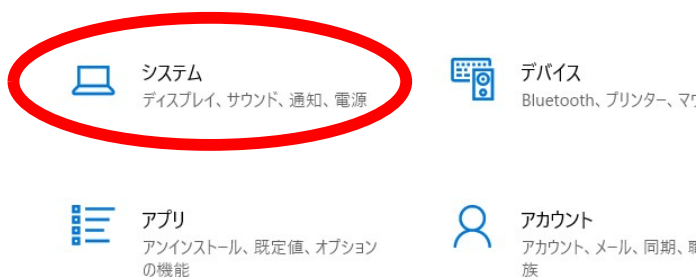 システム
ディスプレイ、サウンド、通知、電源
デバイス
Bluetooth、プリンター、マウ
アプリ
アンインストール、既定値、オプション
の機能
アカウント
アカウント、メール、同期、
族